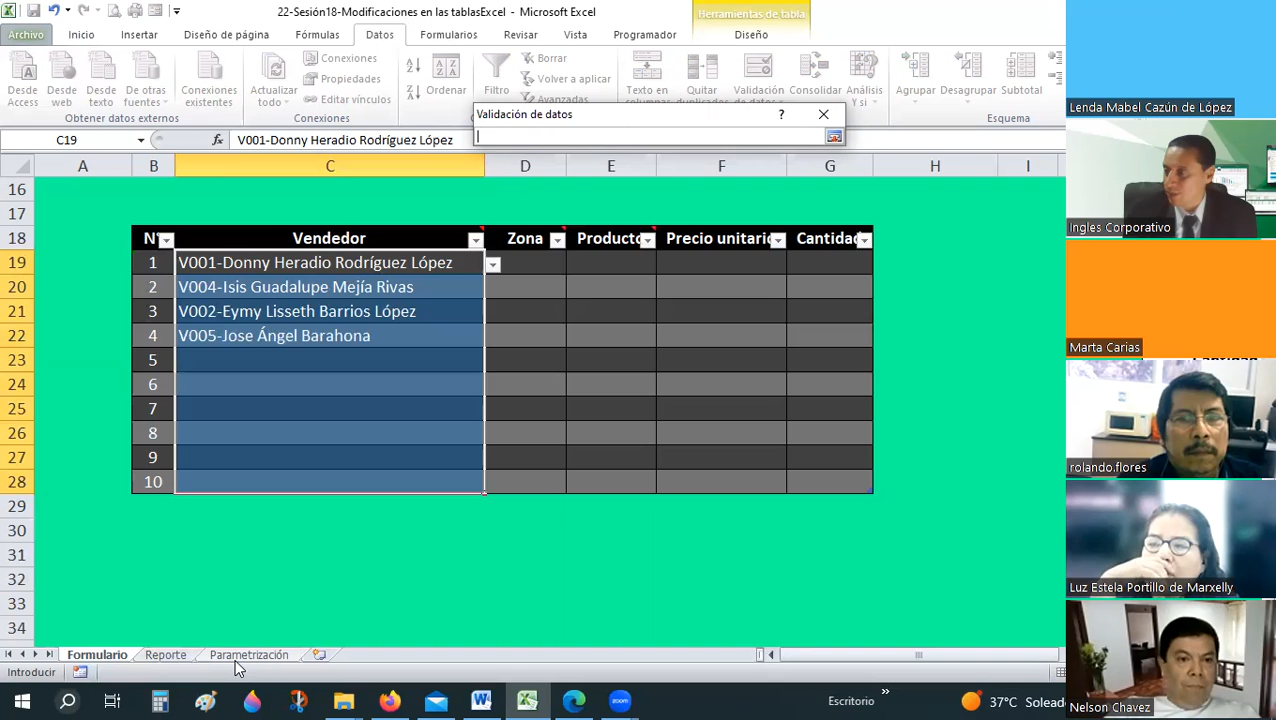 22-Sesión18-Modificaciones en las tablasExcel - Microsoft Excel
Herramientas de tabla
Archivo Inicio Insertar Diseño de página Fórmulas Datos Formularios Revisar Vista Programador Diseño
Desde Access
Desde web
Desde texto
De otras fuentes
Conexiones existentes
Obtener datos externos
Actualizar todo
Conexiones
Propiedades
Editar vínculos
Conexiones
Ordenar
Filtro
Borrar
Volver a aplicar
Avanzadas
Texto en columnas
Quitar
Validación
Consolidar
Análisis
Y si
Agrupar
Desagrupar
Subtotal
Esquema
Validación de datos
?
C19
V001-Donny Heradio Rodríguez López
A B C D E F G H I
16
17
18 N° Vendedor Zona Producto Precio unitario Cantidad
19 1 V001-Donny Heradio Rodríguez López
20 2 V004-Isis Guadalupe Mejía Rivas
21 3 V002-Eymy Lisseth Barrios López
22 4 V005-Jose Ángel Barahona
23 5
24 6
25 7
26 8
27 9
28 10
29
30
31
32
33
34
Formulario Reporte Parametrización
Introducir
Escritorio
37°C Soleado
Lenda Mabel Cazún de López
Ingles Corporativo
Marta Carias
rolando.flores
Luz Estela Portillo de Marxelly
Nelson Chavez